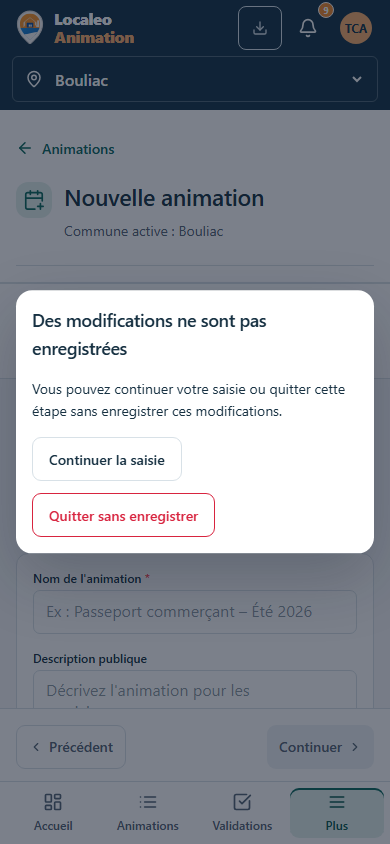 Localeo
Animation
9
TCA
Bouliac
Animations
Nouvelle animation
Commune active : Bouliac
Des modifications ne sont pas
enregistrées
Vous pouvez continuer votre saisie ou quitter cette
étape sans enregistrer ces modifications.
Continuer la saisie
Quitter sans enregistrer
Nom de l'animation *
Ex : Passeport commerçant – Été 2026
Description publique
Décrivez l'animation pour les
Précédent
Continuer
Accueil
Animations
Validations
Plus